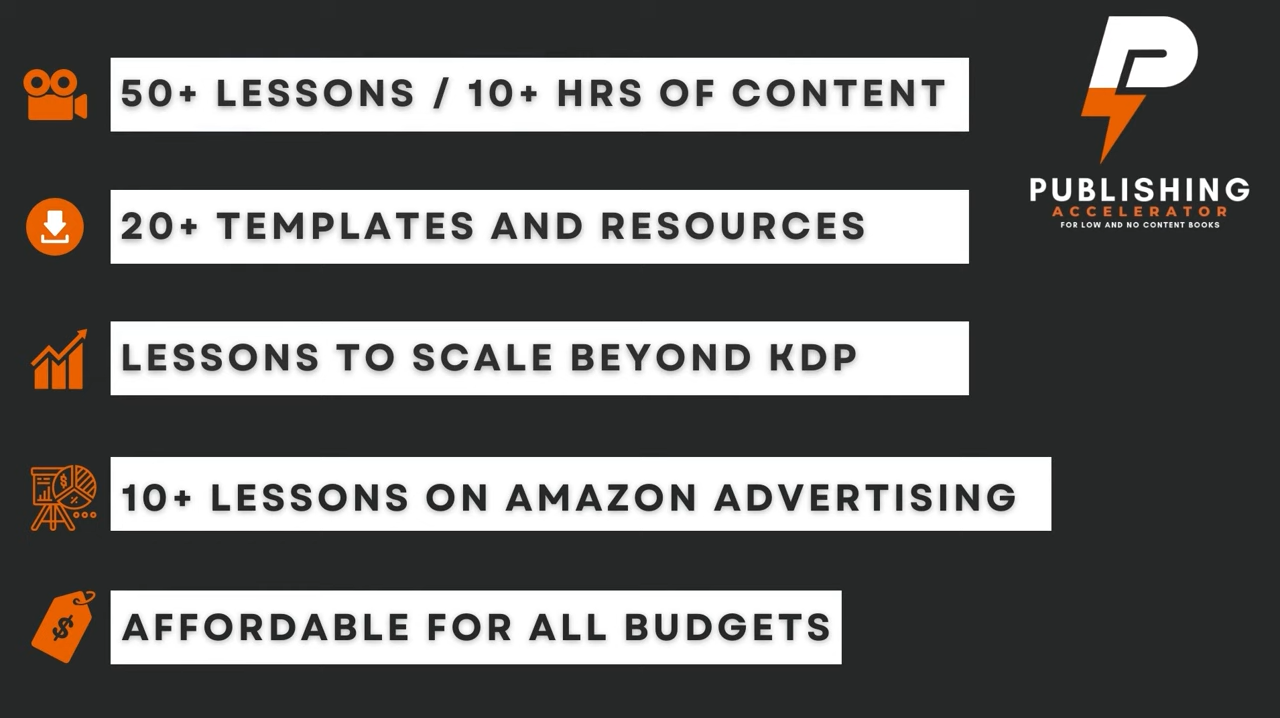 50+ LESSONS / 10+ HRS OF CONTENT
20+ TEMPLATES AND RESOURCES
LESSONS TO SCALE BEYOND KDP
10+ LESSONS ON AMAZON ADVERTISING
AFFORDABLE FOR ALL BUDGETS
PUBLISHING
ACCELERATOR
FOR LOW AND NO CONTENT BOOKS